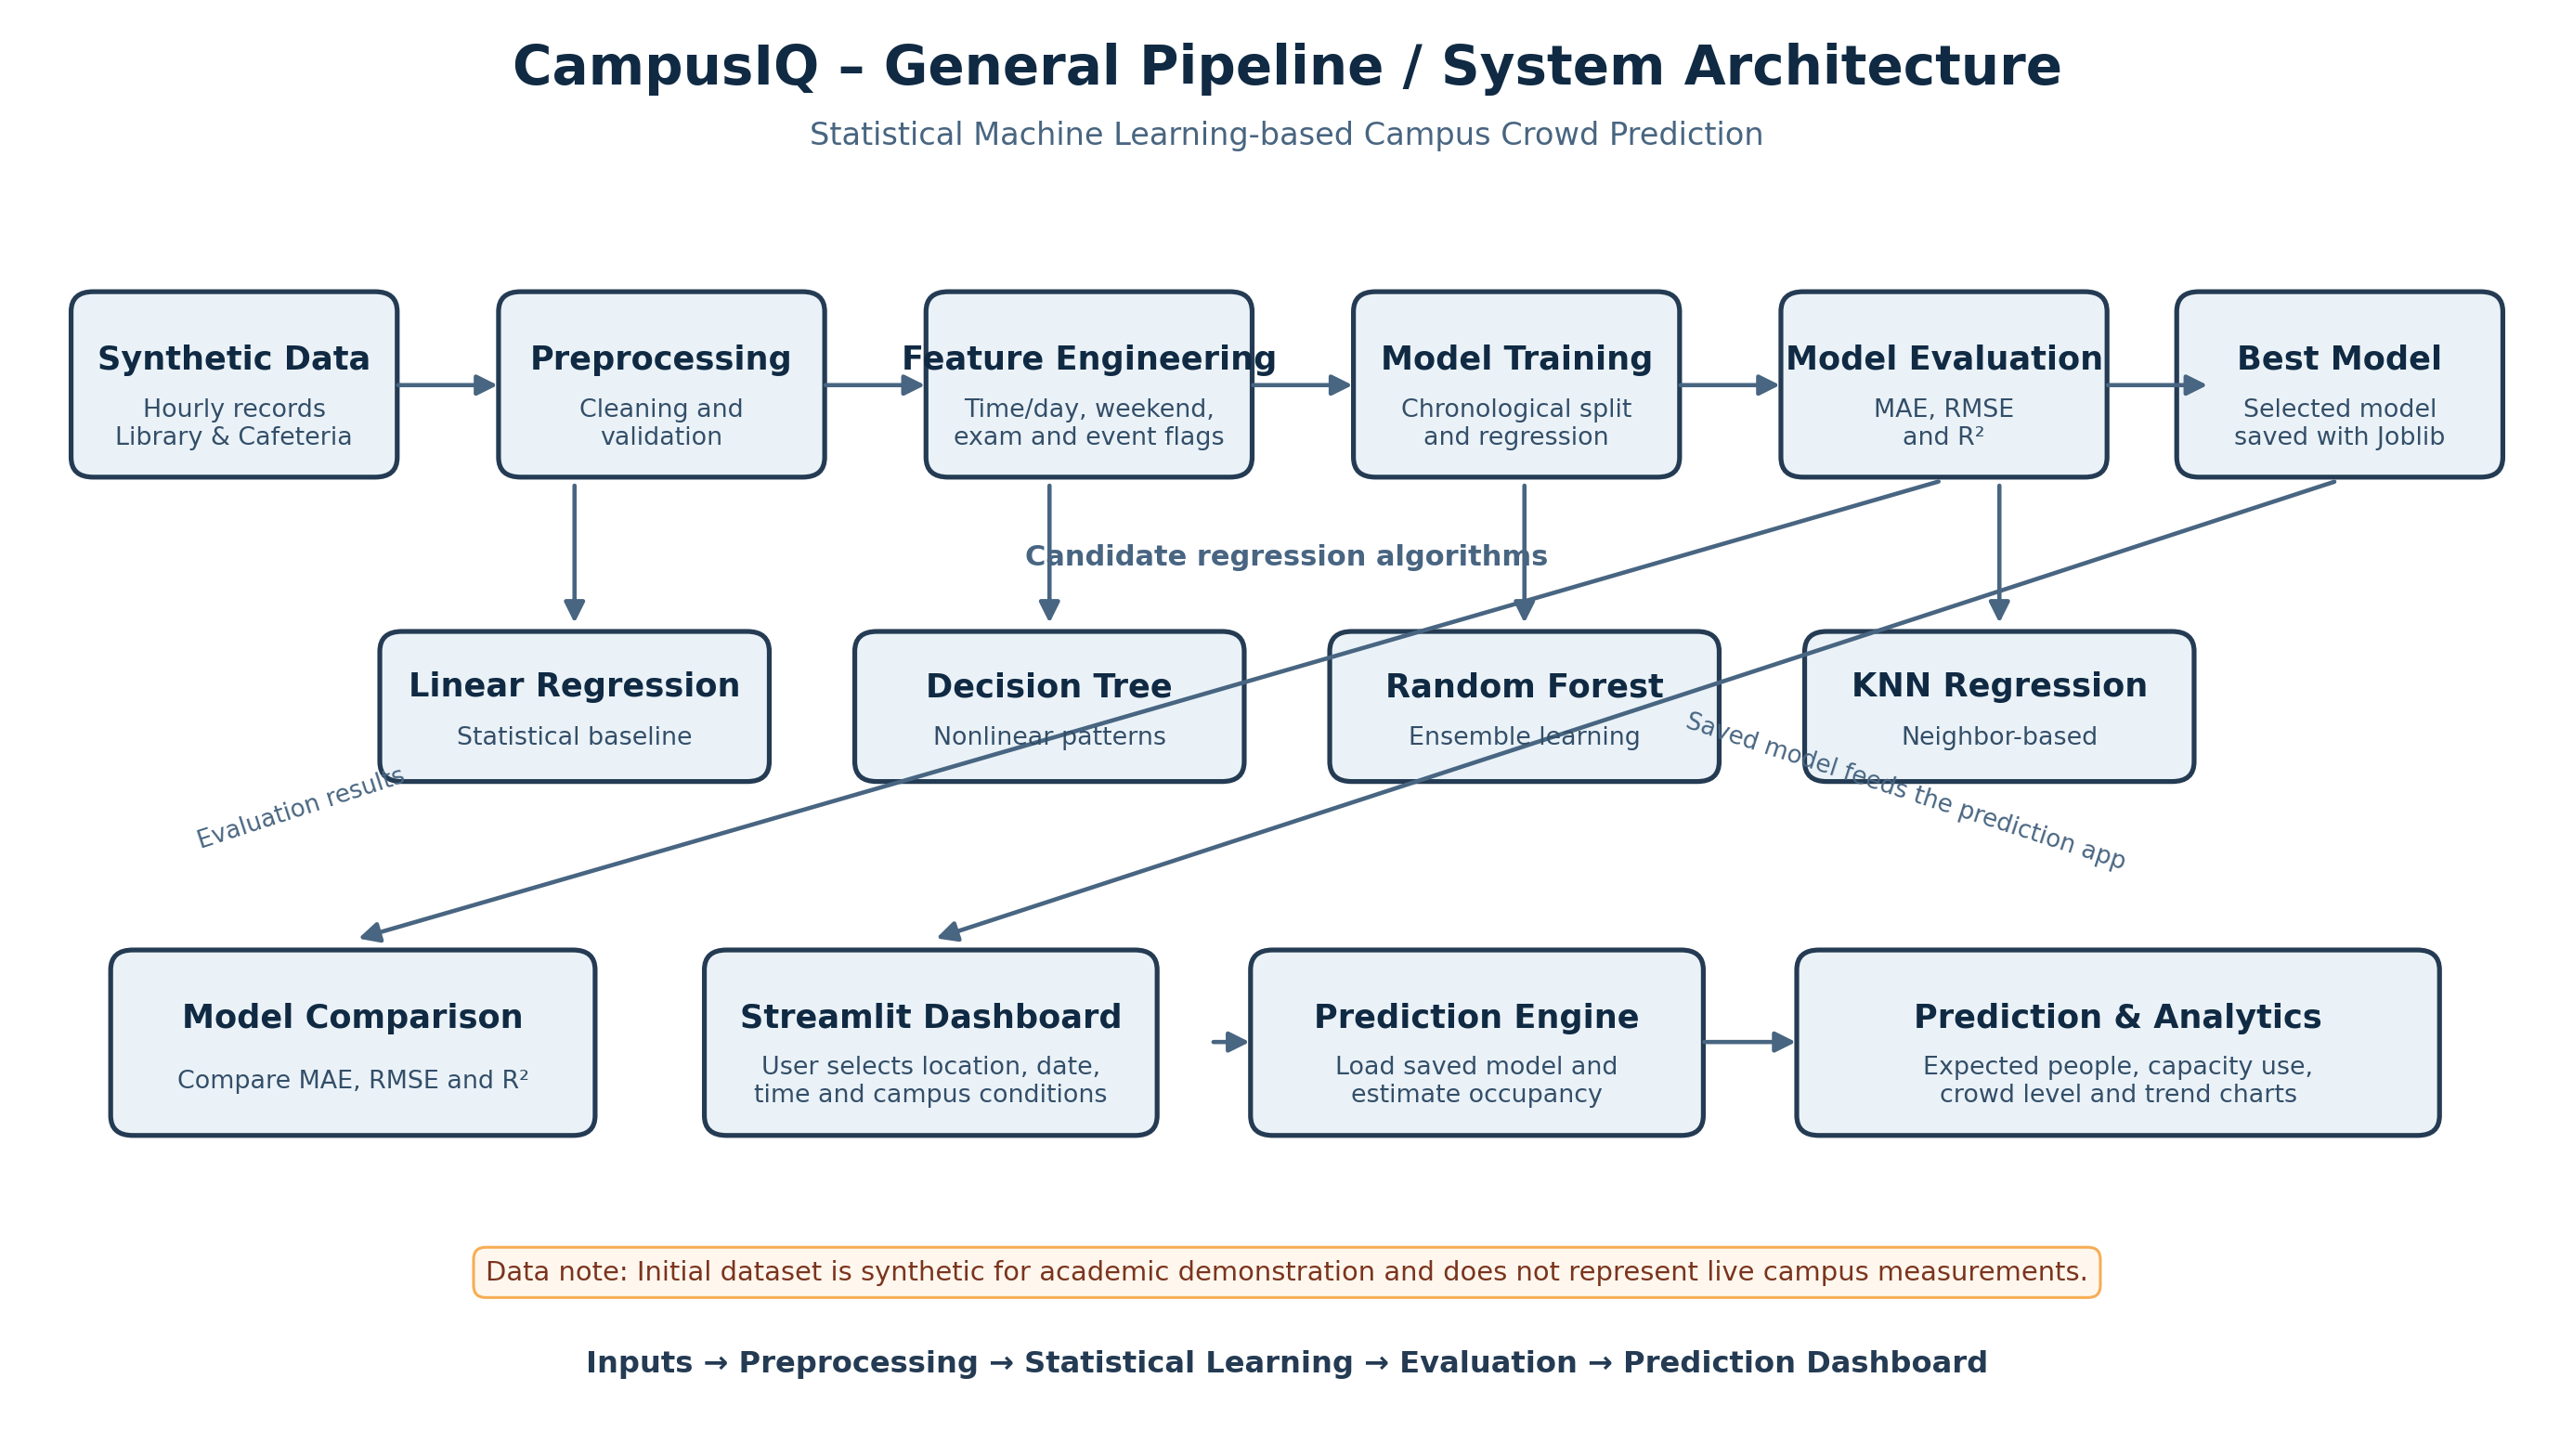 CampusIQ – General Pipeline / System Architecture
Statistical Machine Learning-based Campus Crowd Prediction
Synthetic Data
Hourly records
Library & Cafeteria
Preprocessing
Cleaning and
validation
Feature Engineering
Time/day, weekend,
exam and event flags
Model Training
Chronological split
and regression
Model Evaluation
MAE, RMSE
and R²
Best Model
Selected model
saved with Joblib
Candidate regression algorithms
Linear Regression
Statistical baseline
Decision Tree
Nonlinear patterns
Random Forest
Ensemble learning
KNN Regression
Neighbor-based
Evaluation results
Saved model feeds the prediction app
Model Comparison
Compare MAE, RMSE and R²
Streamlit Dashboard
User selects location, date,
time and campus conditions
Prediction Engine
Load saved model and
estimate occupancy
Prediction & Analytics
Expected people, capacity use,
crowd level and trend charts
Data note: Initial dataset is synthetic for academic demonstration and does not represent live campus measurements.
Inputs → Preprocessing → Statistical Learning → Evaluation → Prediction Dashboard